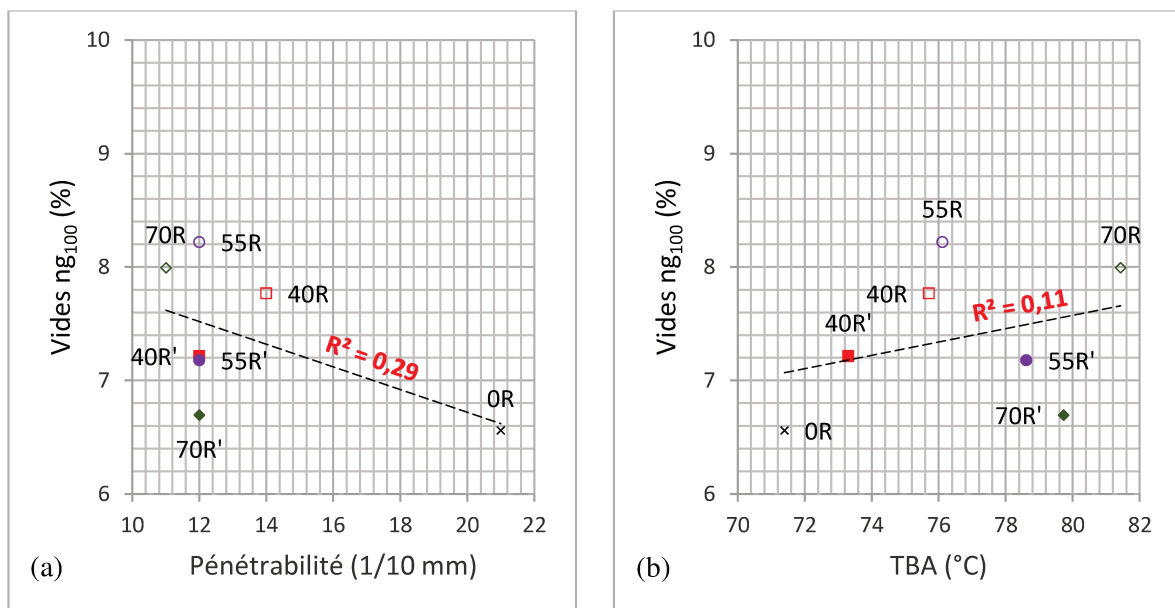 10
9
8
7
6
Vides ng100 (%)
70R
55R
40R
40R'
55R'
70R'
R² = 0,29
0R
10 12 14 16 18 20 22
(a) Pénétrabilité (1/10 mm)
10
9
8
7
6
Vides ng100 (%)
55R
70R
40R
R² = 0,11
40R'
55R'
70R'
0R
70 72 74 76 78 80 82
(b) TBA (°C)